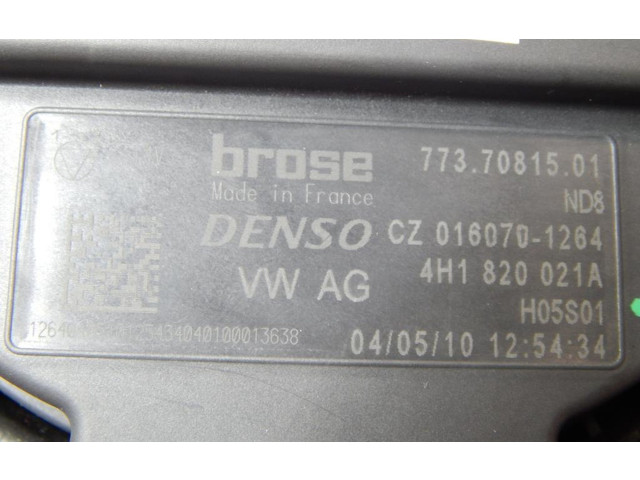 brose 773.70815.01
Made in France ND8
DENSO CZ 016070-1264
VW AG 4H1 820 021A
H05S01
04/05/10 12:54:34